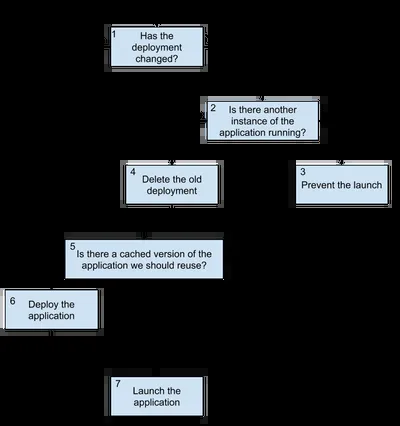 1
Has the
deployment
changed?
2
Is there another
instance of the
application running?
4
Delete the old
deployment
3
Prevent the launch
5
Is there a cached version of the
application we should reuse?
6
Deploy the
application
7
Launch the
application